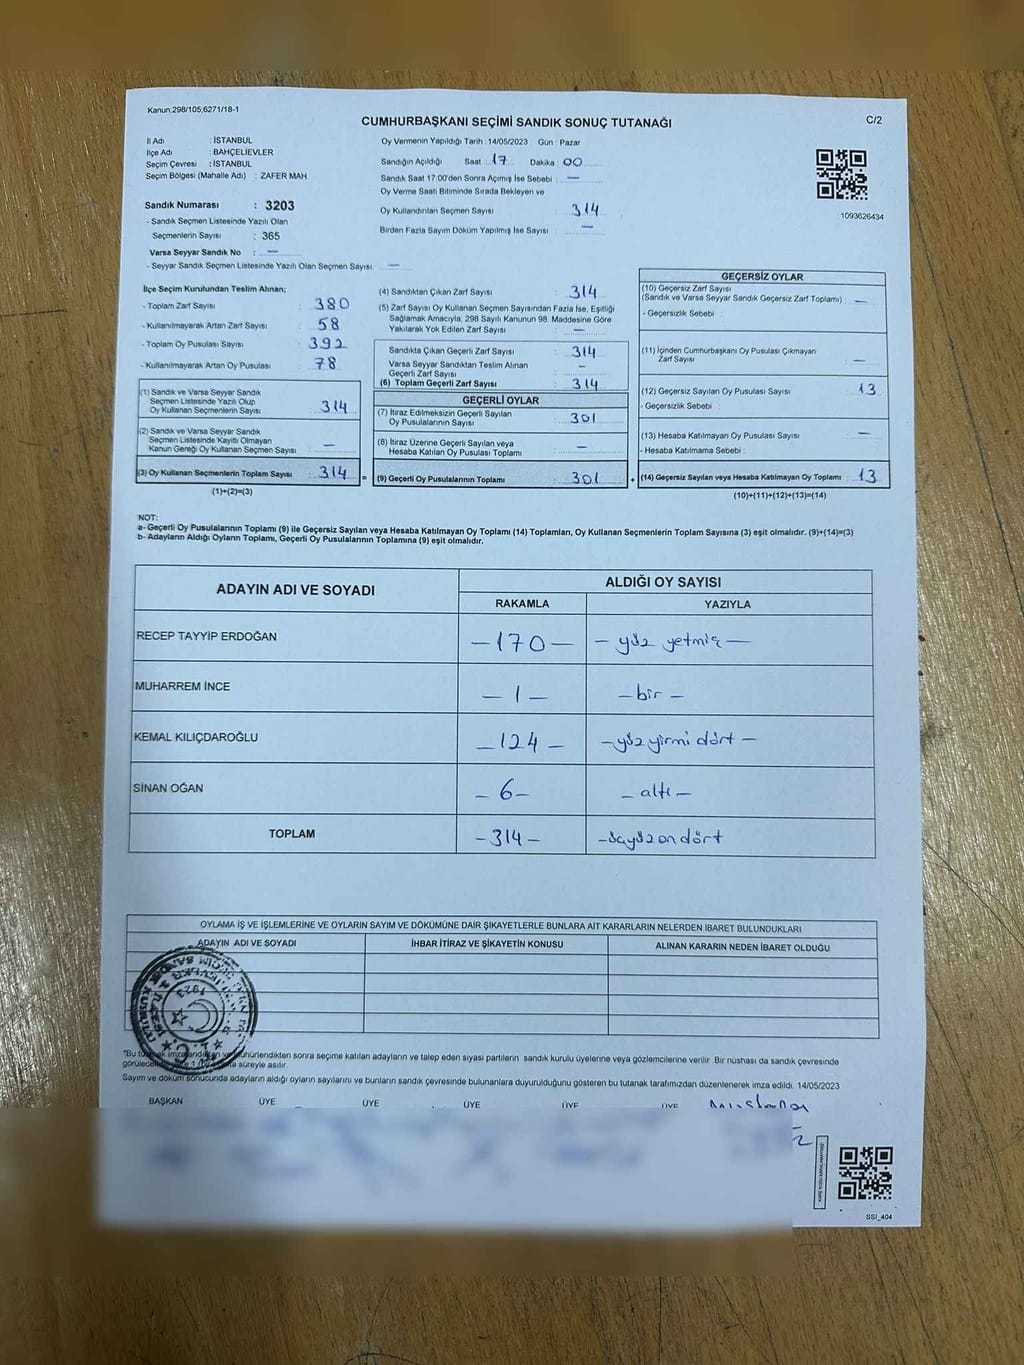 Kanun:298/105,6271/18-1
CUMHURBAŞKANI SEÇİMİ SANDIK SONUÇ TUTANAĞI
C/2
İl Adı : İSTANBUL
İlçe Adı : BAHÇELİEVLER
Seçim Çevresi : İSTANBUL
Seçim Bölgesi (Mahalle Adı) : ZAFER MAH
Oy Vermenin Yapıldığı Tarih :14/05/2023 Gün : Pazar
Sandığın Açıldığı Saat : 17 Dakika : 00
Sandık Saat 17:00'den Sonra Açımış İse Sebebi : —
Oy Verme Saati Bitiminde Sırada Bekleyen ve
Oy Kullandırılan Seçmen Sayısı : 314
Birden Fazla Sayım Döküm Yapılmış İse Sayısı : —
1093626434
Sandık Numarası : 3203
- Sandık Seçmen Listesinde Yazılı Olan
Seçmenlerin Sayısı : 365
Varsa Seyyar Sandık No : —
- Seyyar Sandık Seçmen Listesinde Yazılı Olan Seçmen Sayısı : —
İlçe Seçim Kurulundan Teslim Alınan;
- Toplam Zarf Sayısı : 380
- Kullanılmayarak Artan Zarf Sayısı : 58
- Toplam Oy Pusulası Sayısı : 392
- Kullanılmayarak Artan Oy Pusulası : 78
(1) Sandık ve Varsa Seyyar Sandık
Seçmen Listesinde Yazılı Olup
Oy Kullanan Seçmenlerin Sayısı : 314
(2) Sandık ve Varsa Seyyar Sandık
Seçmen Listesinde Kayıtlı Olmayan
Kanun Gereği Oy Kullanan Seçmen Sayısı : —
(3) Oy Kullanan Seçmenlerin Toplam Sayısı : 314
(1)+(2)=(3)
(4) Sandıktan Çıkan Zarf Sayısı : 314
(5) Zarf Sayısı Oy Kullanan Seçmen Sayısından Fazla İse, Eşitliği
Sağlamak Amacıyla, 298 Sayılı Kanunun 98. Maddesine Göre
Yakılarak Yok Edilen Zarf Sayısı : —
Sandıkta Çıkan Geçerli Zarf Sayısı : 314
Varsa Seyyar Sandıktan Teslim Alınan
Geçerli Zarf Sayısı : —
(6) Toplam Geçerli Zarf Sayısı : 314
GEÇERLİ OYLAR
(7) İtiraz Edilmeksizin Geçerli Sayılan
Oy Pusulalarının Sayısı : 301
(8) İtiraz Üzerine Geçerli Sayılan veya
Hesaba Katılan Oy Pusulası Toplamı : —
= (9) Geçerli Oy Pusulalarının Toplamı : 301 +
GEÇERSİZ OYLAR
(10) Geçersiz Zarf Sayısı
(Sandık ve Varsa Seyyar Sandık Geçersiz Zarf Toplamı) : —
- Geçersizlik Sebebi :
(11) İçinden Cumhurbaşkanı Oy Pusulası Çıkmayan
Zarf Sayısı : —
(12) Geçersiz Sayılan Oy Pusulası Sayısı : 13
- Geçersizlik Sebebi :
(13) Hesaba Katılmayan Oy Pusulası Sayısı : —
- Hesaba Katılmama Sebebi :
(14) Geçersiz Sayılan veya Hesaba Katılmayan Oy Toplamı : 13
(10)+(11)+(12)+(13)=(14)
NOT:
a- Geçerli Oy Pusulalarının Toplamı (9) ile Geçersiz Sayılan veya Hesaba Katılmayan Oy Toplamı (14) Toplamları, Oy Kullanan Seçmenlerin Toplam Sayısına (3) eşit olmalıdır. (9)+(14)=(3)
b- Adayların Aldığı Oyların Toplamı, Geçerli Oy Pusulalarının Toplamına (9) eşit olmalıdır.
ADAYIN ADI VE SOYADI
ALDIĞI OY SAYISI
RAKAMLA YAZIYLA
RECEP TAYYİP ERDOĞAN —170— — yüz yetmiş —
MUHARREM İNCE — 1 — — bir —
KEMAL KILIÇDAROĞLU — 124 — — yüz yirmi dört —
SİNAN OĞAN — 6 — — altı —
TOPLAM — 314 — — üçyüzondört
OYLAMA İŞ VE İŞLEMLERİNE VE OYLARIN SAYIM VE DÖKÜMÜNE DAİR ŞİKAYETLERLE BUNLARA AİT KARARLARIN NELERDEN İBARET BULUNDUKLARI
ADAYIN ADI VE SOYADI İHBAR İTİRAZ VE ŞİKAYETİN KONUSU ALINAN KARARIN NEDEN İBARET OLDUĞU
1923
"Bu imzalandıktan ve mühürlendikten sonra seçime katılan adayların ve talep eden siyasi partilerin sandık kurulu üyelerine veya gözlemcilerine verilir. Bir nüshası da sandık çevresinde
süreyle asılır.
Sayım ve döküm sonucunda adayların aldığı oyların sayılarını ve bunların sandık çevresinde bulunanlara duyurulduğunu gösteren bu tutanak tarafımızdan düzenlenerek imza edildi. 14/05/2023
BAŞKAN ÜYE ÜYE ÜYE ÜYE ÜYE
SSİ_404